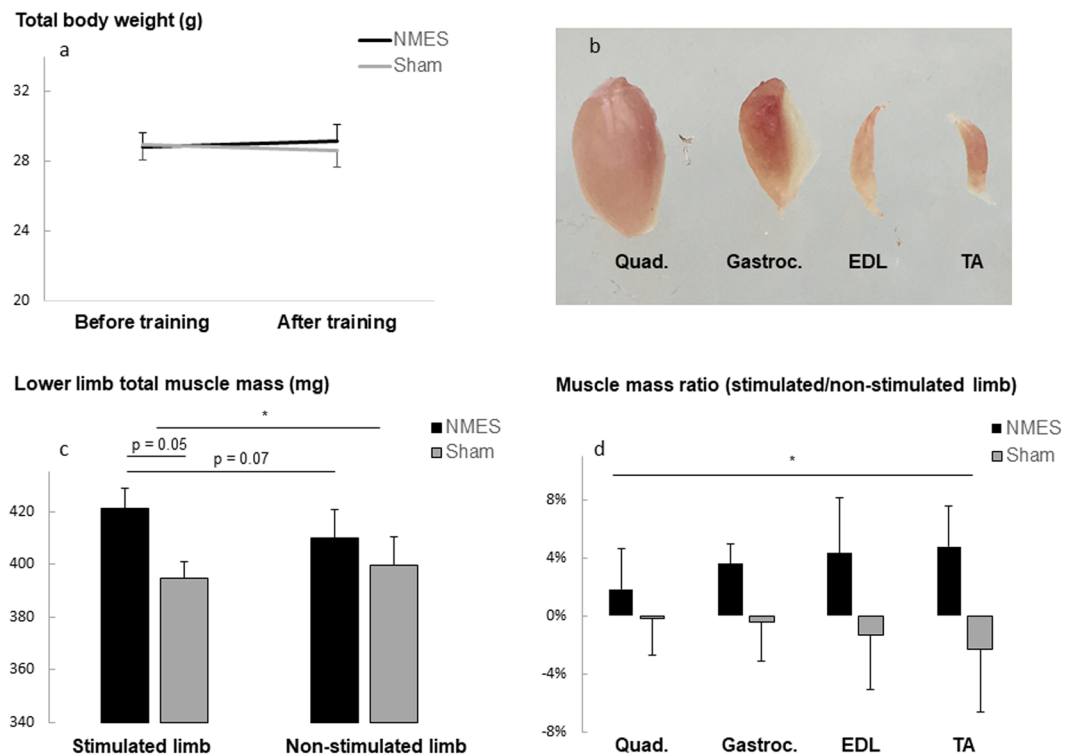 Total body weight (g)
a
NMES
Sham
32
28
24
20
Before training After training
b
Quad. Gastroc. EDL TA
Lower limb total muscle mass (mg)
*
NMES
Sham
c
p = 0.05
p = 0.07
420
400
380
360
340
Stimulated limb Non-stimulated limb
Muscle mass ratio (stimulated/non-stimulated limb)
NMES
Sham
d
*
8%
4%
0%
-4%
-8%
Quad. Gastroc. EDL TA